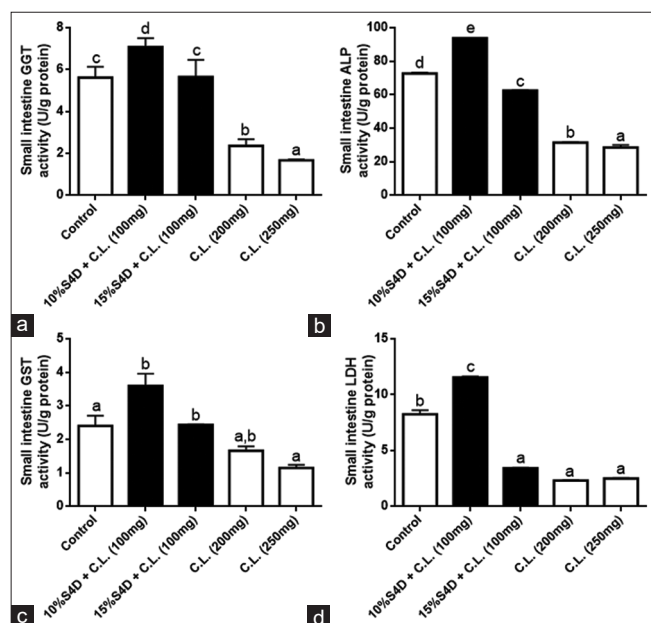 Small intestine GGT
activity (U/g protein)
8
6
4
2
0
c
d
c
b
a
Control
10%S4D + C.L. (100mg)
15%S4D + C.L. (100mg)
C.L. (200mg)
C.L. (250mg)
a
Small intestine ALP
activity (U/g protein)
100
80
60
40
20
0
d
e
c
b
a
Control
10%S4D + C.L. (100mg)
15%S4D + C.L. (100mg)
C.L. (200mg)
C.L. (250mg)
b
Small intestine GST
activity (U/g protein)
5
4
3
2
1
0
a
b
b
a,b
a
Control
10%S4D + C.L. (100mg)
15%S4D + C.L. (100mg)
C.L. (200mg)
C.L. (250mg)
c
Small intestine LDH
activity (U/g protein)
15
10
5
0
b
c
a
a
a
Control
10%S4D + C.L. (100mg)
15%S4D + C.L. (100mg)
C.L. (200mg)
C.L. (250mg)
d